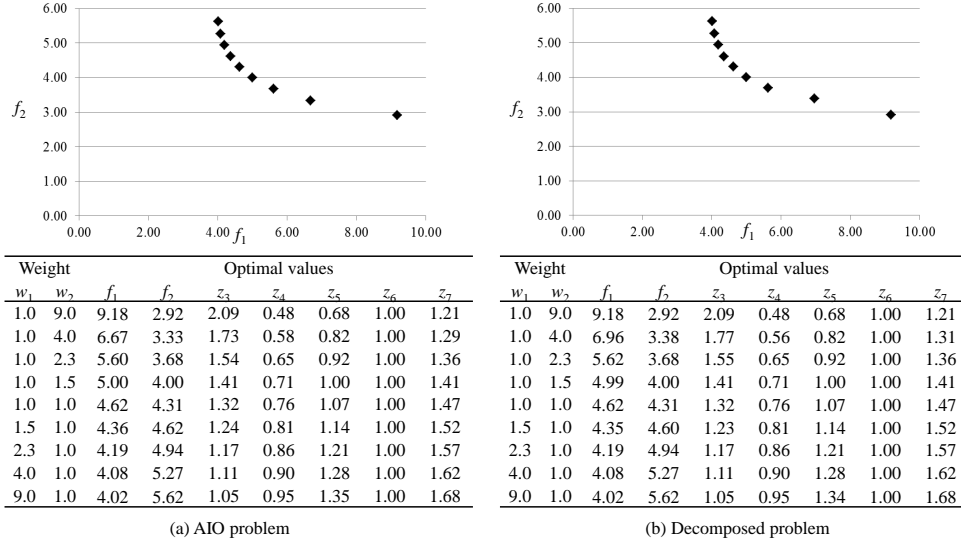 6.00
5.00
4.00
f2 3.00
2.00
1.00
0.00
0.00 2.00 4.00 f1 6.00 8.00 10.00
Weight Optimal values
w1 w2 f1 f2 z3 z4 z5 z6 z7
1.0 9.0 9.18 2.92 2.09 0.48 0.68 1.00 1.21
1.0 4.0 6.67 3.33 1.73 0.58 0.82 1.00 1.29
1.0 2.3 5.60 3.68 1.54 0.65 0.92 1.00 1.36
1.0 1.5 5.00 4.00 1.41 0.71 1.00 1.00 1.41
1.0 1.0 4.62 4.31 1.32 0.76 1.07 1.00 1.47
1.5 1.0 4.36 4.62 1.24 0.81 1.14 1.00 1.52
2.3 1.0 4.19 4.94 1.17 0.86 1.21 1.00 1.57
4.0 1.0 4.08 5.27 1.11 0.90 1.28 1.00 1.62
9.0 1.0 4.02 5.62 1.05 0.95 1.35 1.00 1.68
(a) AIO problem
6.00
5.00
4.00
f2 3.00
2.00
1.00
0.00
0.00 2.00 4.00 f1 6.00 8.00 10.00
Weight Optimal values
w1 w2 f1 f2 z3 z4 z5 z6 z7
1.0 9.0 9.18 2.92 2.09 0.48 0.68 1.00 1.21
1.0 4.0 6.96 3.38 1.77 0.56 0.82 1.00 1.31
1.0 2.3 5.62 3.68 1.55 0.65 0.92 1.00 1.36
1.0 1.5 4.99 4.00 1.41 0.71 1.00 1.00 1.41
1.0 1.0 4.62 4.31 1.32 0.76 1.07 1.00 1.47
1.5 1.0 4.35 4.60 1.23 0.81 1.14 1.00 1.52
2.3 1.0 4.19 4.94 1.17 0.86 1.21 1.00 1.57
4.0 1.0 4.08 5.27 1.11 0.90 1.28 1.00 1.62
9.0 1.0 4.02 5.62 1.05 0.95 1.34 1.00 1.68
(b) Decomposed problem